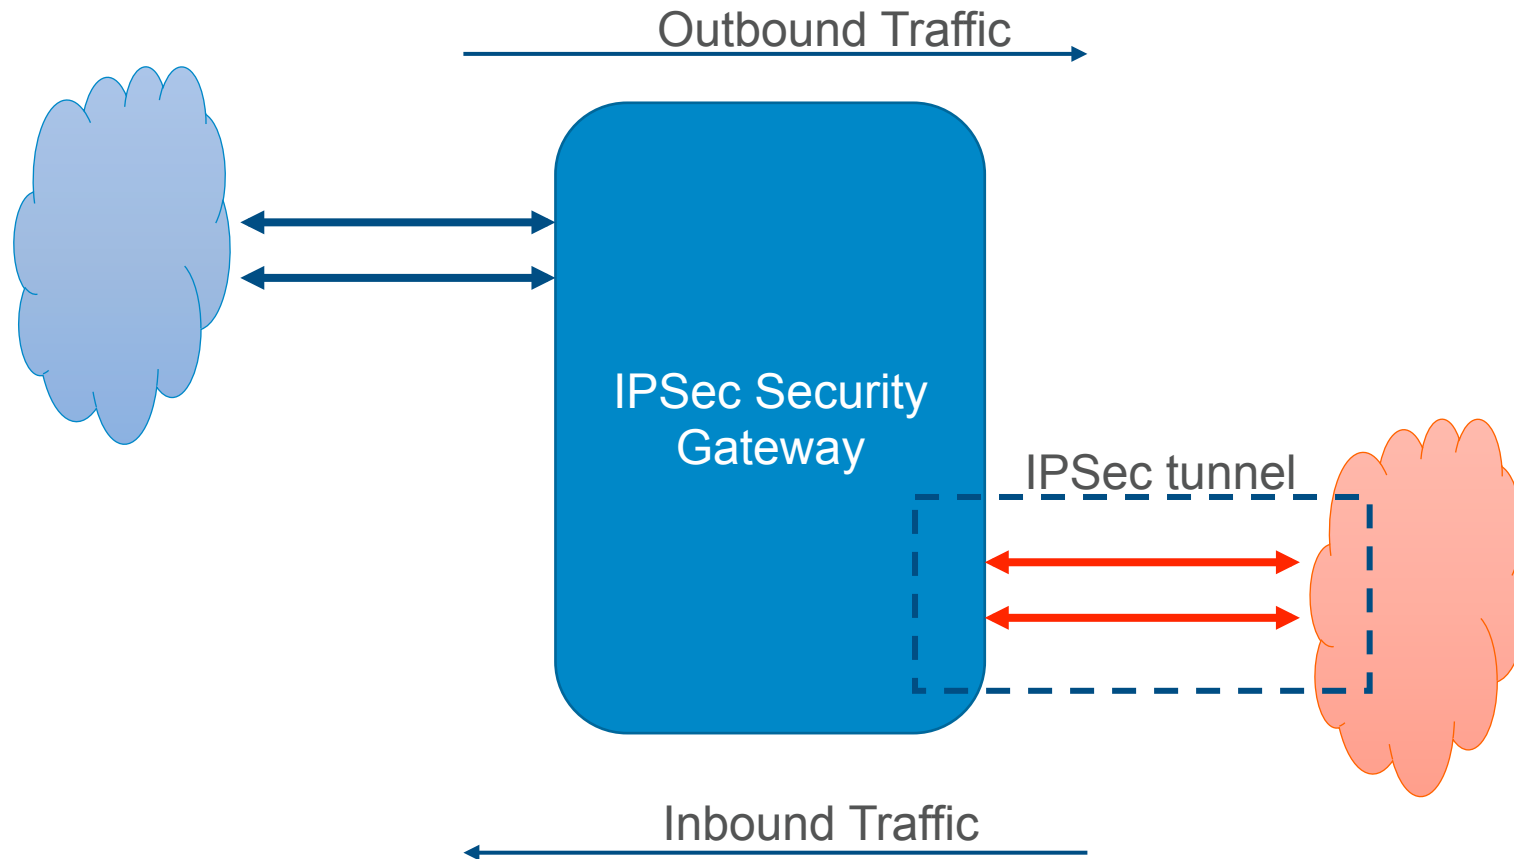 Outbound Traffic
IPSec Security
Gateway
IPSec tunnel
Inbound Traffic